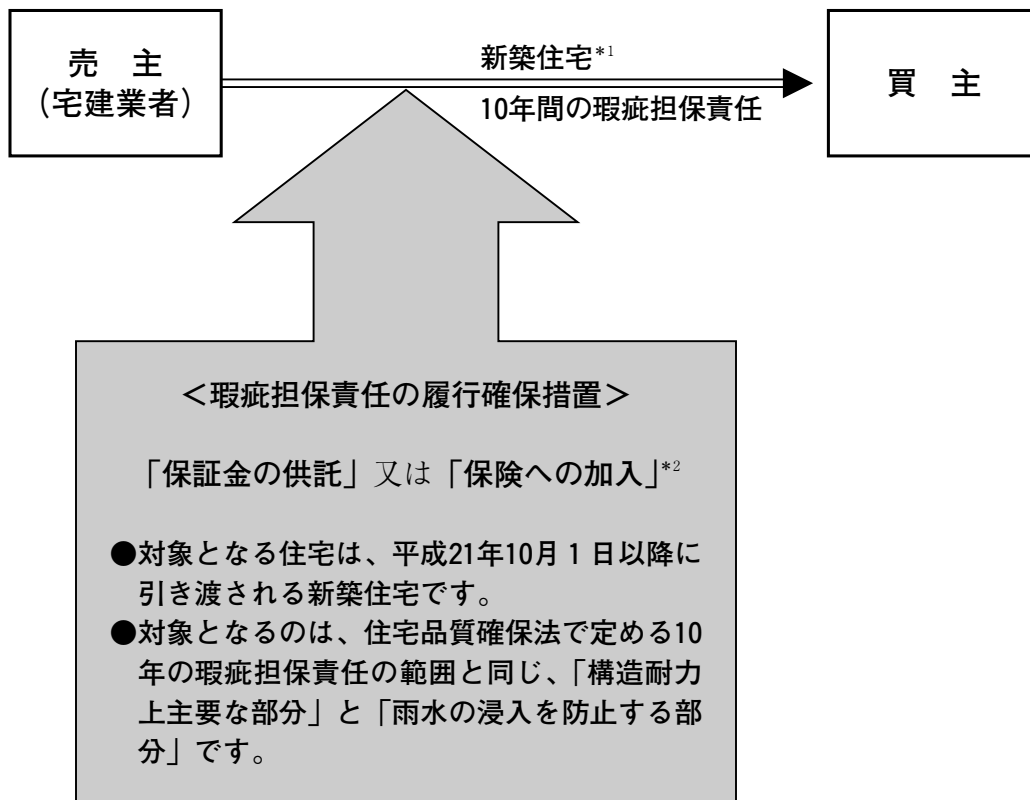 売　主
（宅建業者）
新築住宅*1
10年間の瑕疵担保責任
買　主
＜瑕疵担保責任の履行確保措置＞
「保証金の供託」又は「保険への加入」*2
●対象となる住宅は、平成21年10月１日以降に
引き渡される新築住宅です。
●対象となるのは、住宅品質確保法で定める10
年の瑕疵担保責任の範囲と同じ、「構造耐力
上主要な部分」と「雨水の浸入を防止する部
分」です。